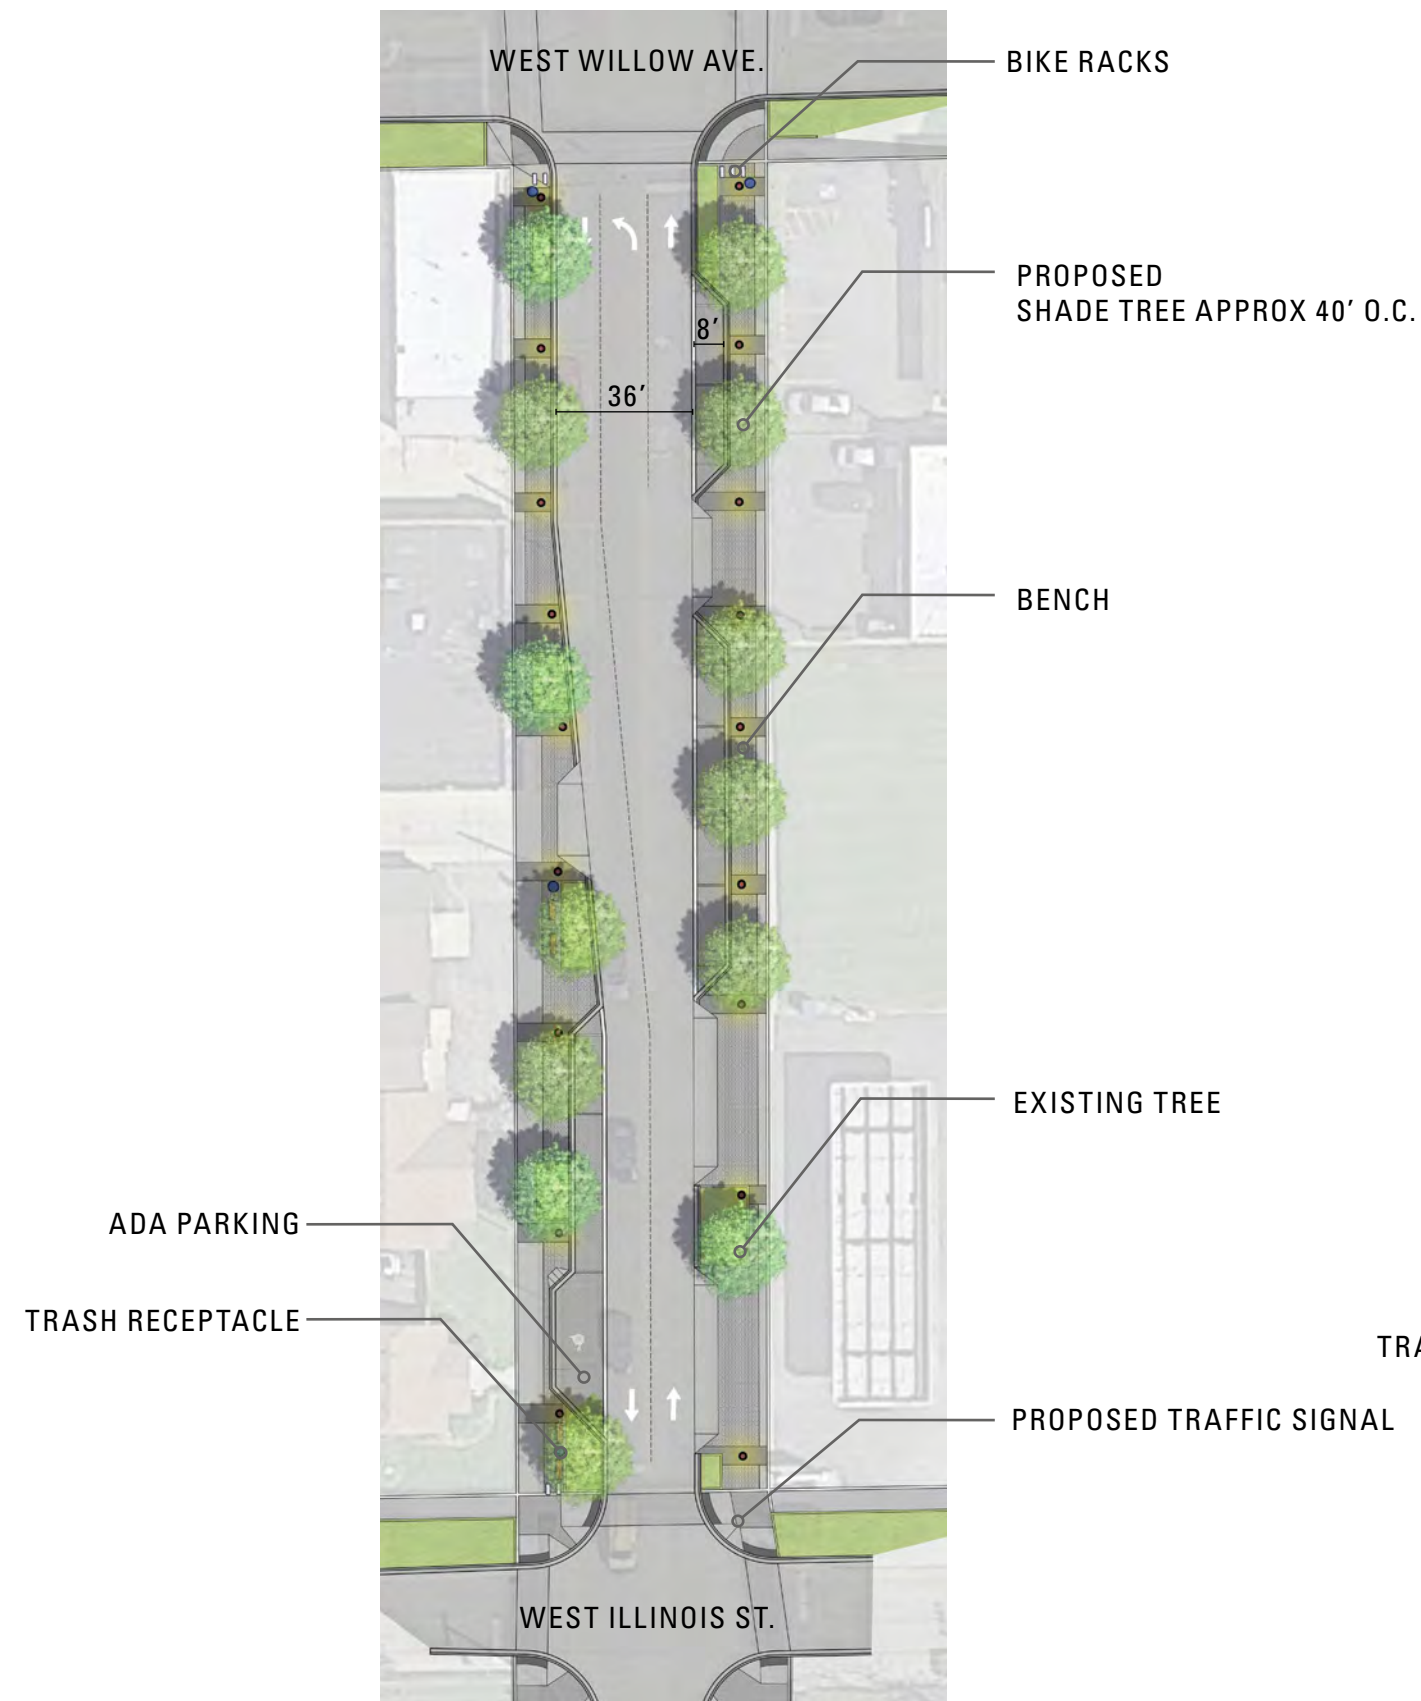 WEST WILLOW AVE.
BIKE RACKS
PROPOSED
SHADE TREE APPROX 40′ O.C.
8′
36′
BENCH
EXISTING TREE
ADA PARKING
TRASH RECEPTACLE
PROPOSED TRAFFIC SIGNAL
WEST ILLINOIS ST.